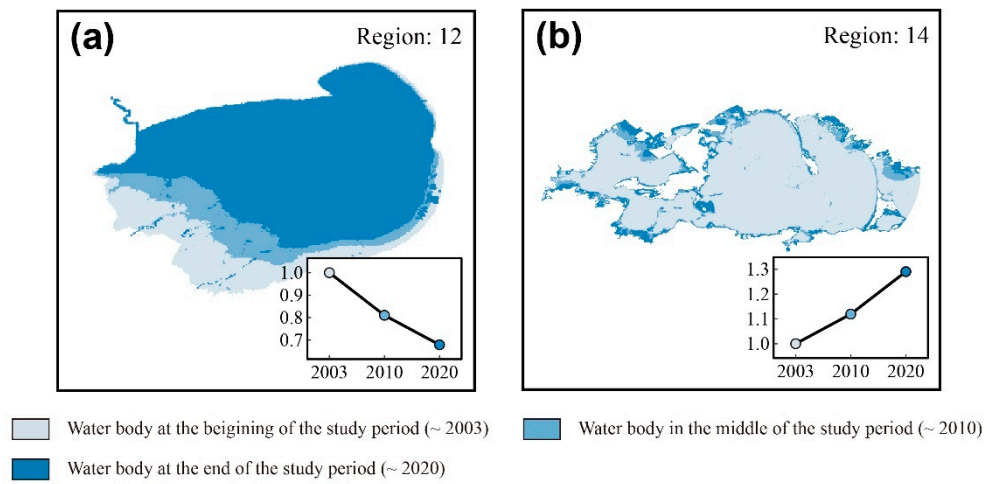 (a)
Region: 12
1.0
0.9
0.8
0.7
2003 2010 2020
(b)
Region: 14
1.3
1.2
1.1
1.0
2003 2010 2020
Water body at the beigining of the study period (~ 2003)
Water body in the middle of the study period (~ 2010)
Water body at the end of the study period (~ 2020)